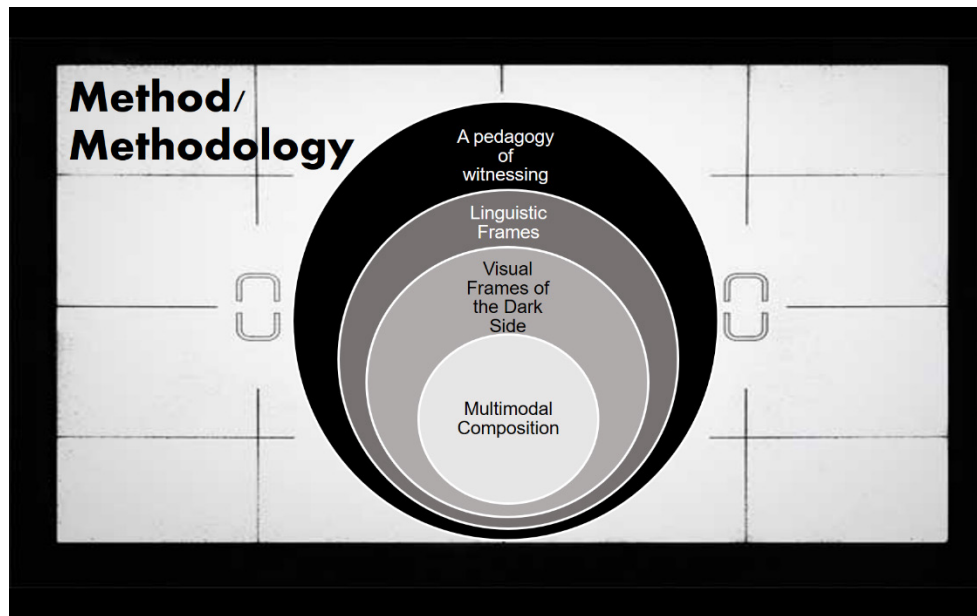 Method/
Methodology
A pedagogy
of
witnessing
Linguistic
Frames
Visual
Frames of
the Dark
Side
Multimodal
Composition